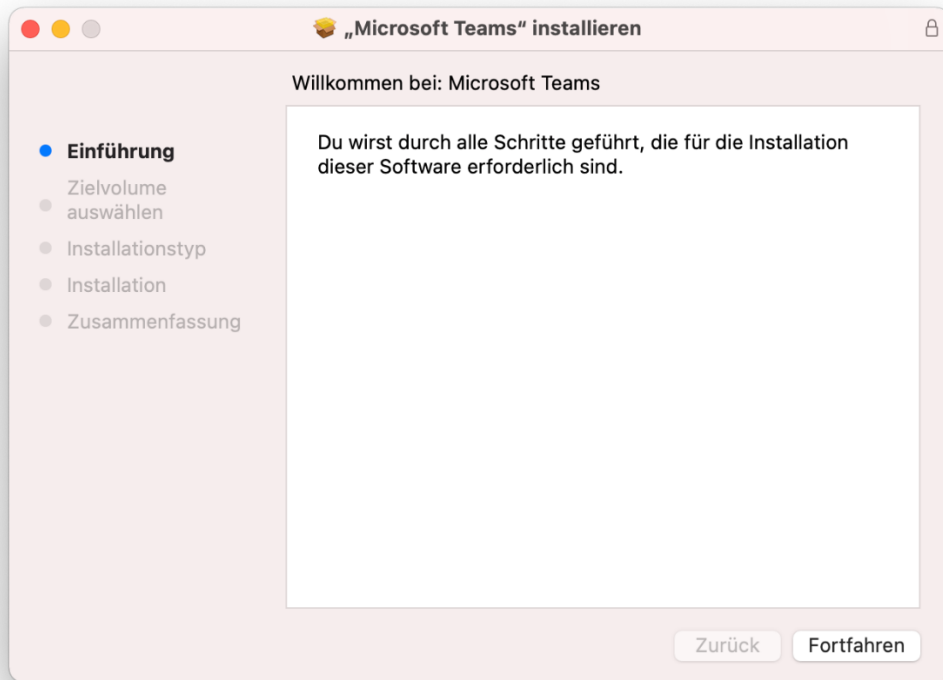 „Microsoft Teams“ installieren
Willkommen bei: Microsoft Teams
Einführung
Zielvolume
auswählen
Installationstyp
Installation
Zusammenfassung
Du wirst durch alle Schritte geführt, die für die Installation
dieser Software erforderlich sind.
Zurück
Fortfahren